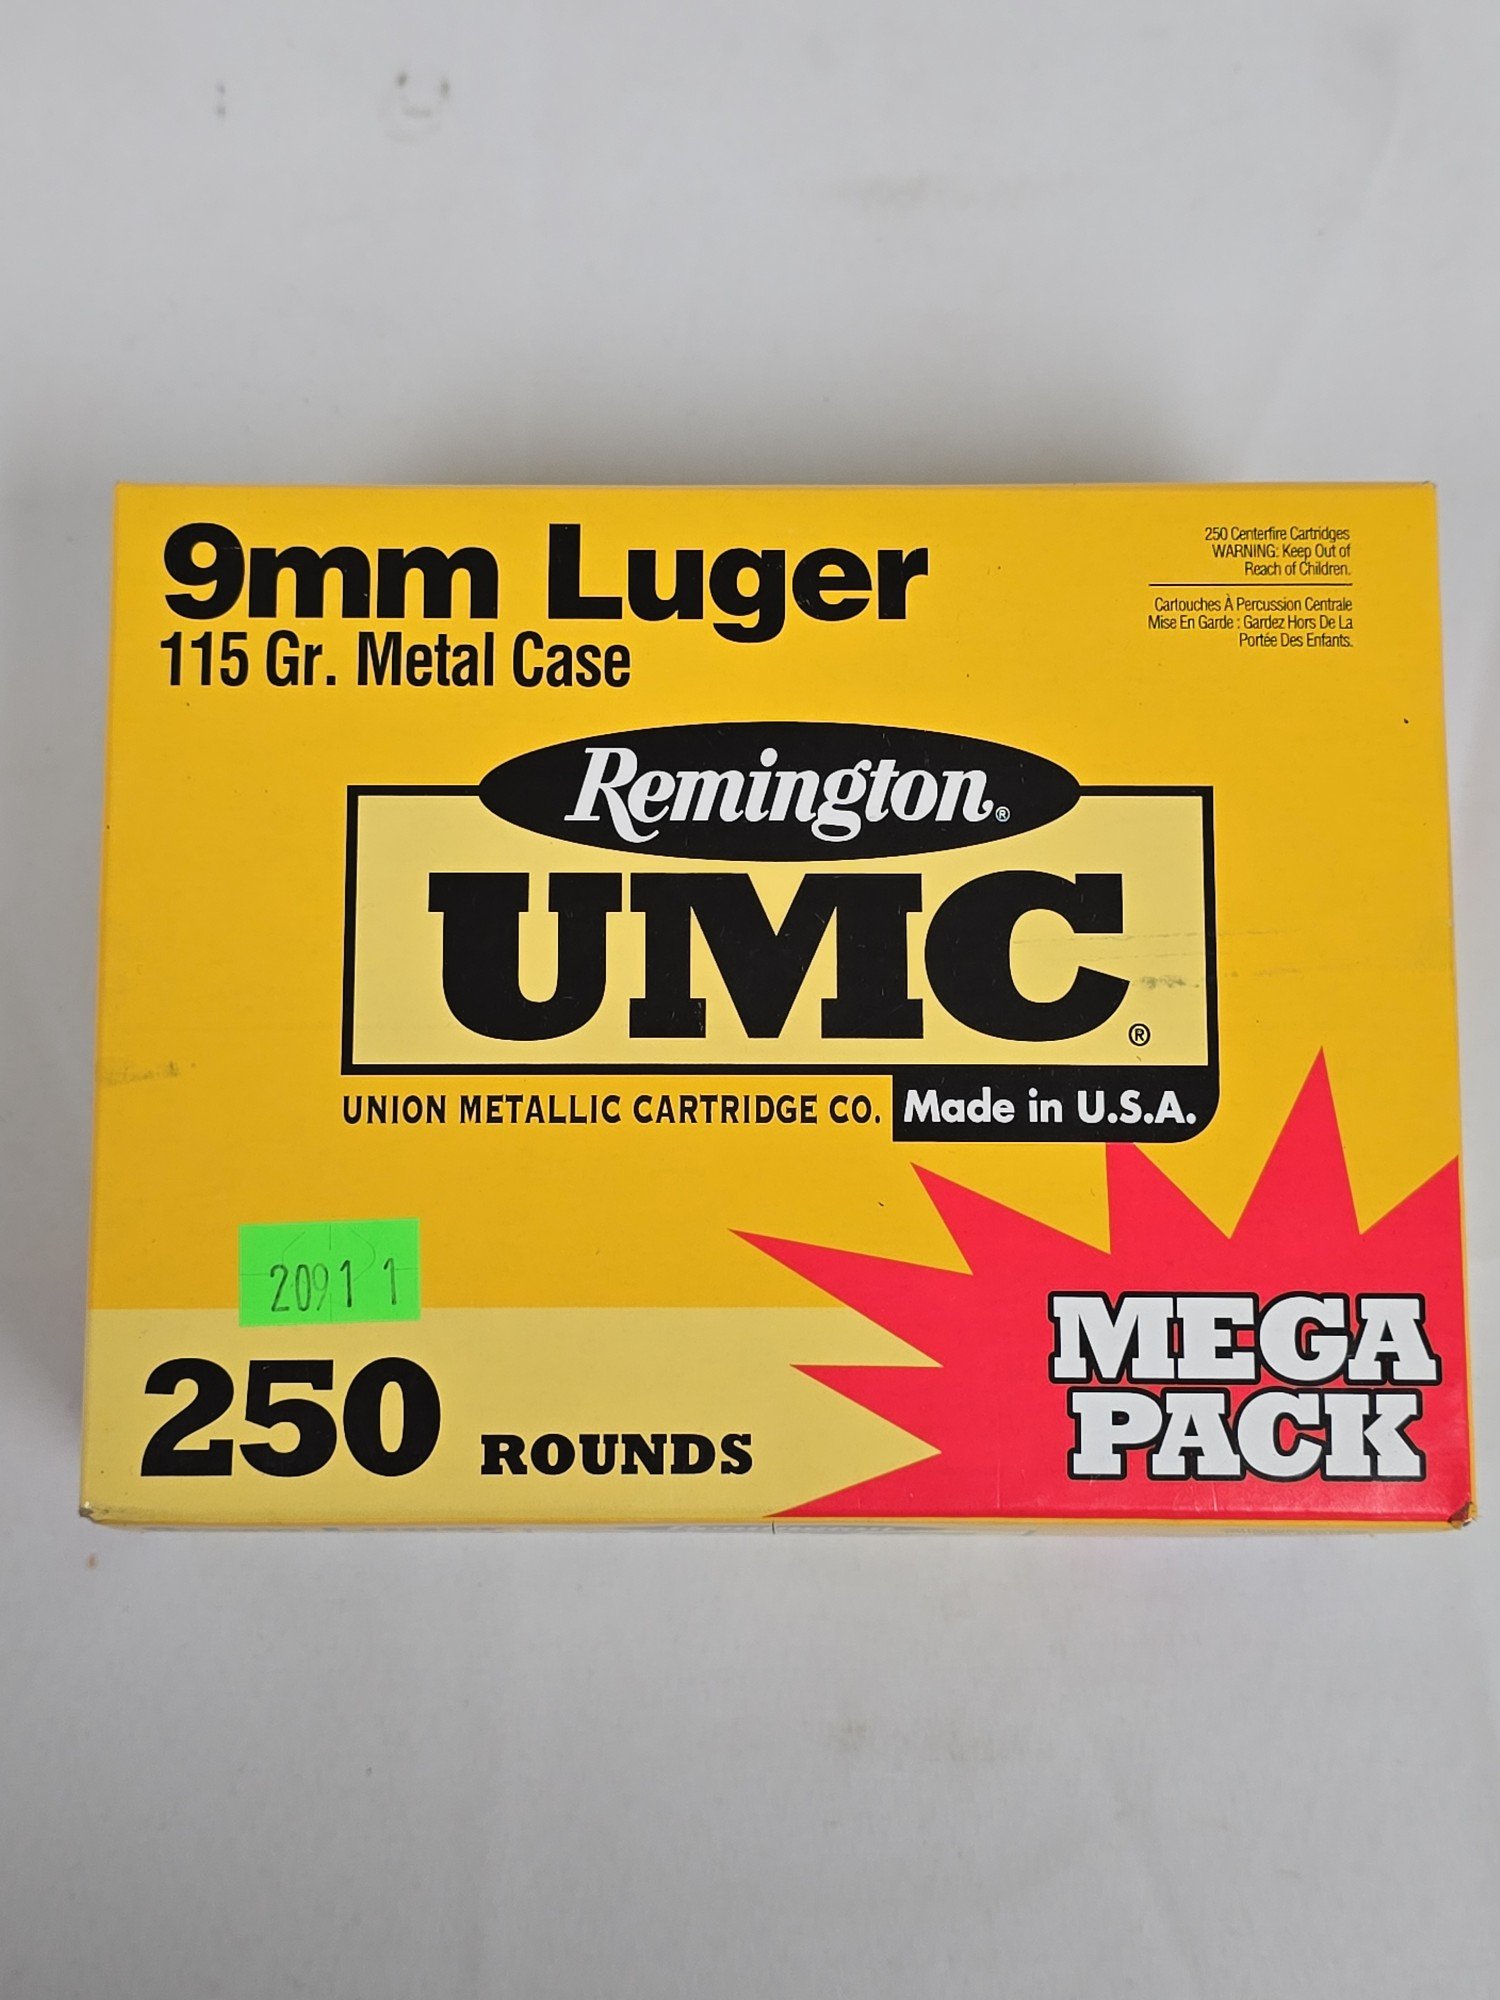 9mm Luger
115 Gr. Metal Case
250 Centerfire Cartridges
WARNING: Keep Out of
Reach of Children.
Cartouches À Percussion Centrale
Mise En Garde : Gardez Hors De La
Portée Des Enfants.
Remington®
UMC®
UNION METALLIC CARTRIDGE CO. Made in U.S.A.
2091 1
250 ROUNDS
MEGA
PACK